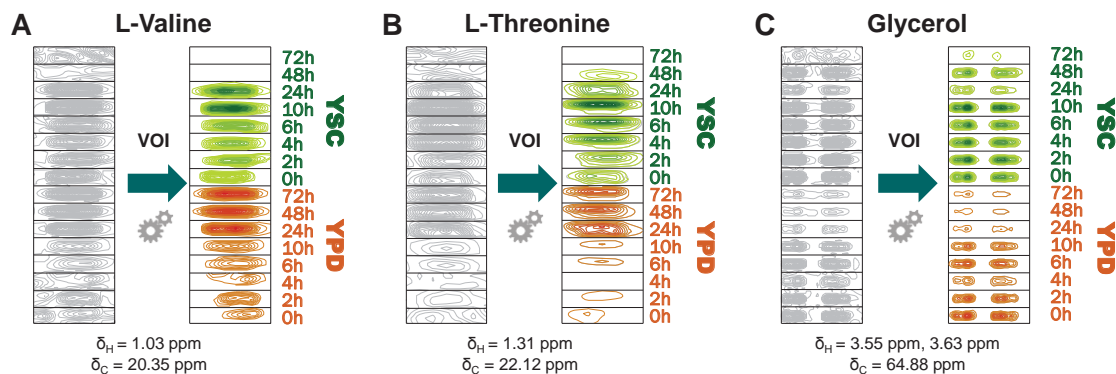 A L-Valine
72h
48h
24h
10h
6h
4h
2h
0h
72h
48h
24h
10h
6h
4h
2h
0h
YSC
YPD
VOI
δH = 1.03 ppm
δC = 20.35 ppm
B L-Threonine
72h
48h
24h
10h
6h
4h
2h
0h
72h
48h
24h
10h
6h
4h
2h
0h
YSC
YPD
VOI
δH = 1.31 ppm
δC = 22.12 ppm
C Glycerol
72h
48h
24h
10h
6h
4h
2h
0h
72h
48h
24h
10h
6h
4h
2h
0h
YSC
YPD
VOI
δH = 3.55 ppm, 3.63 ppm
δC = 64.88 ppm